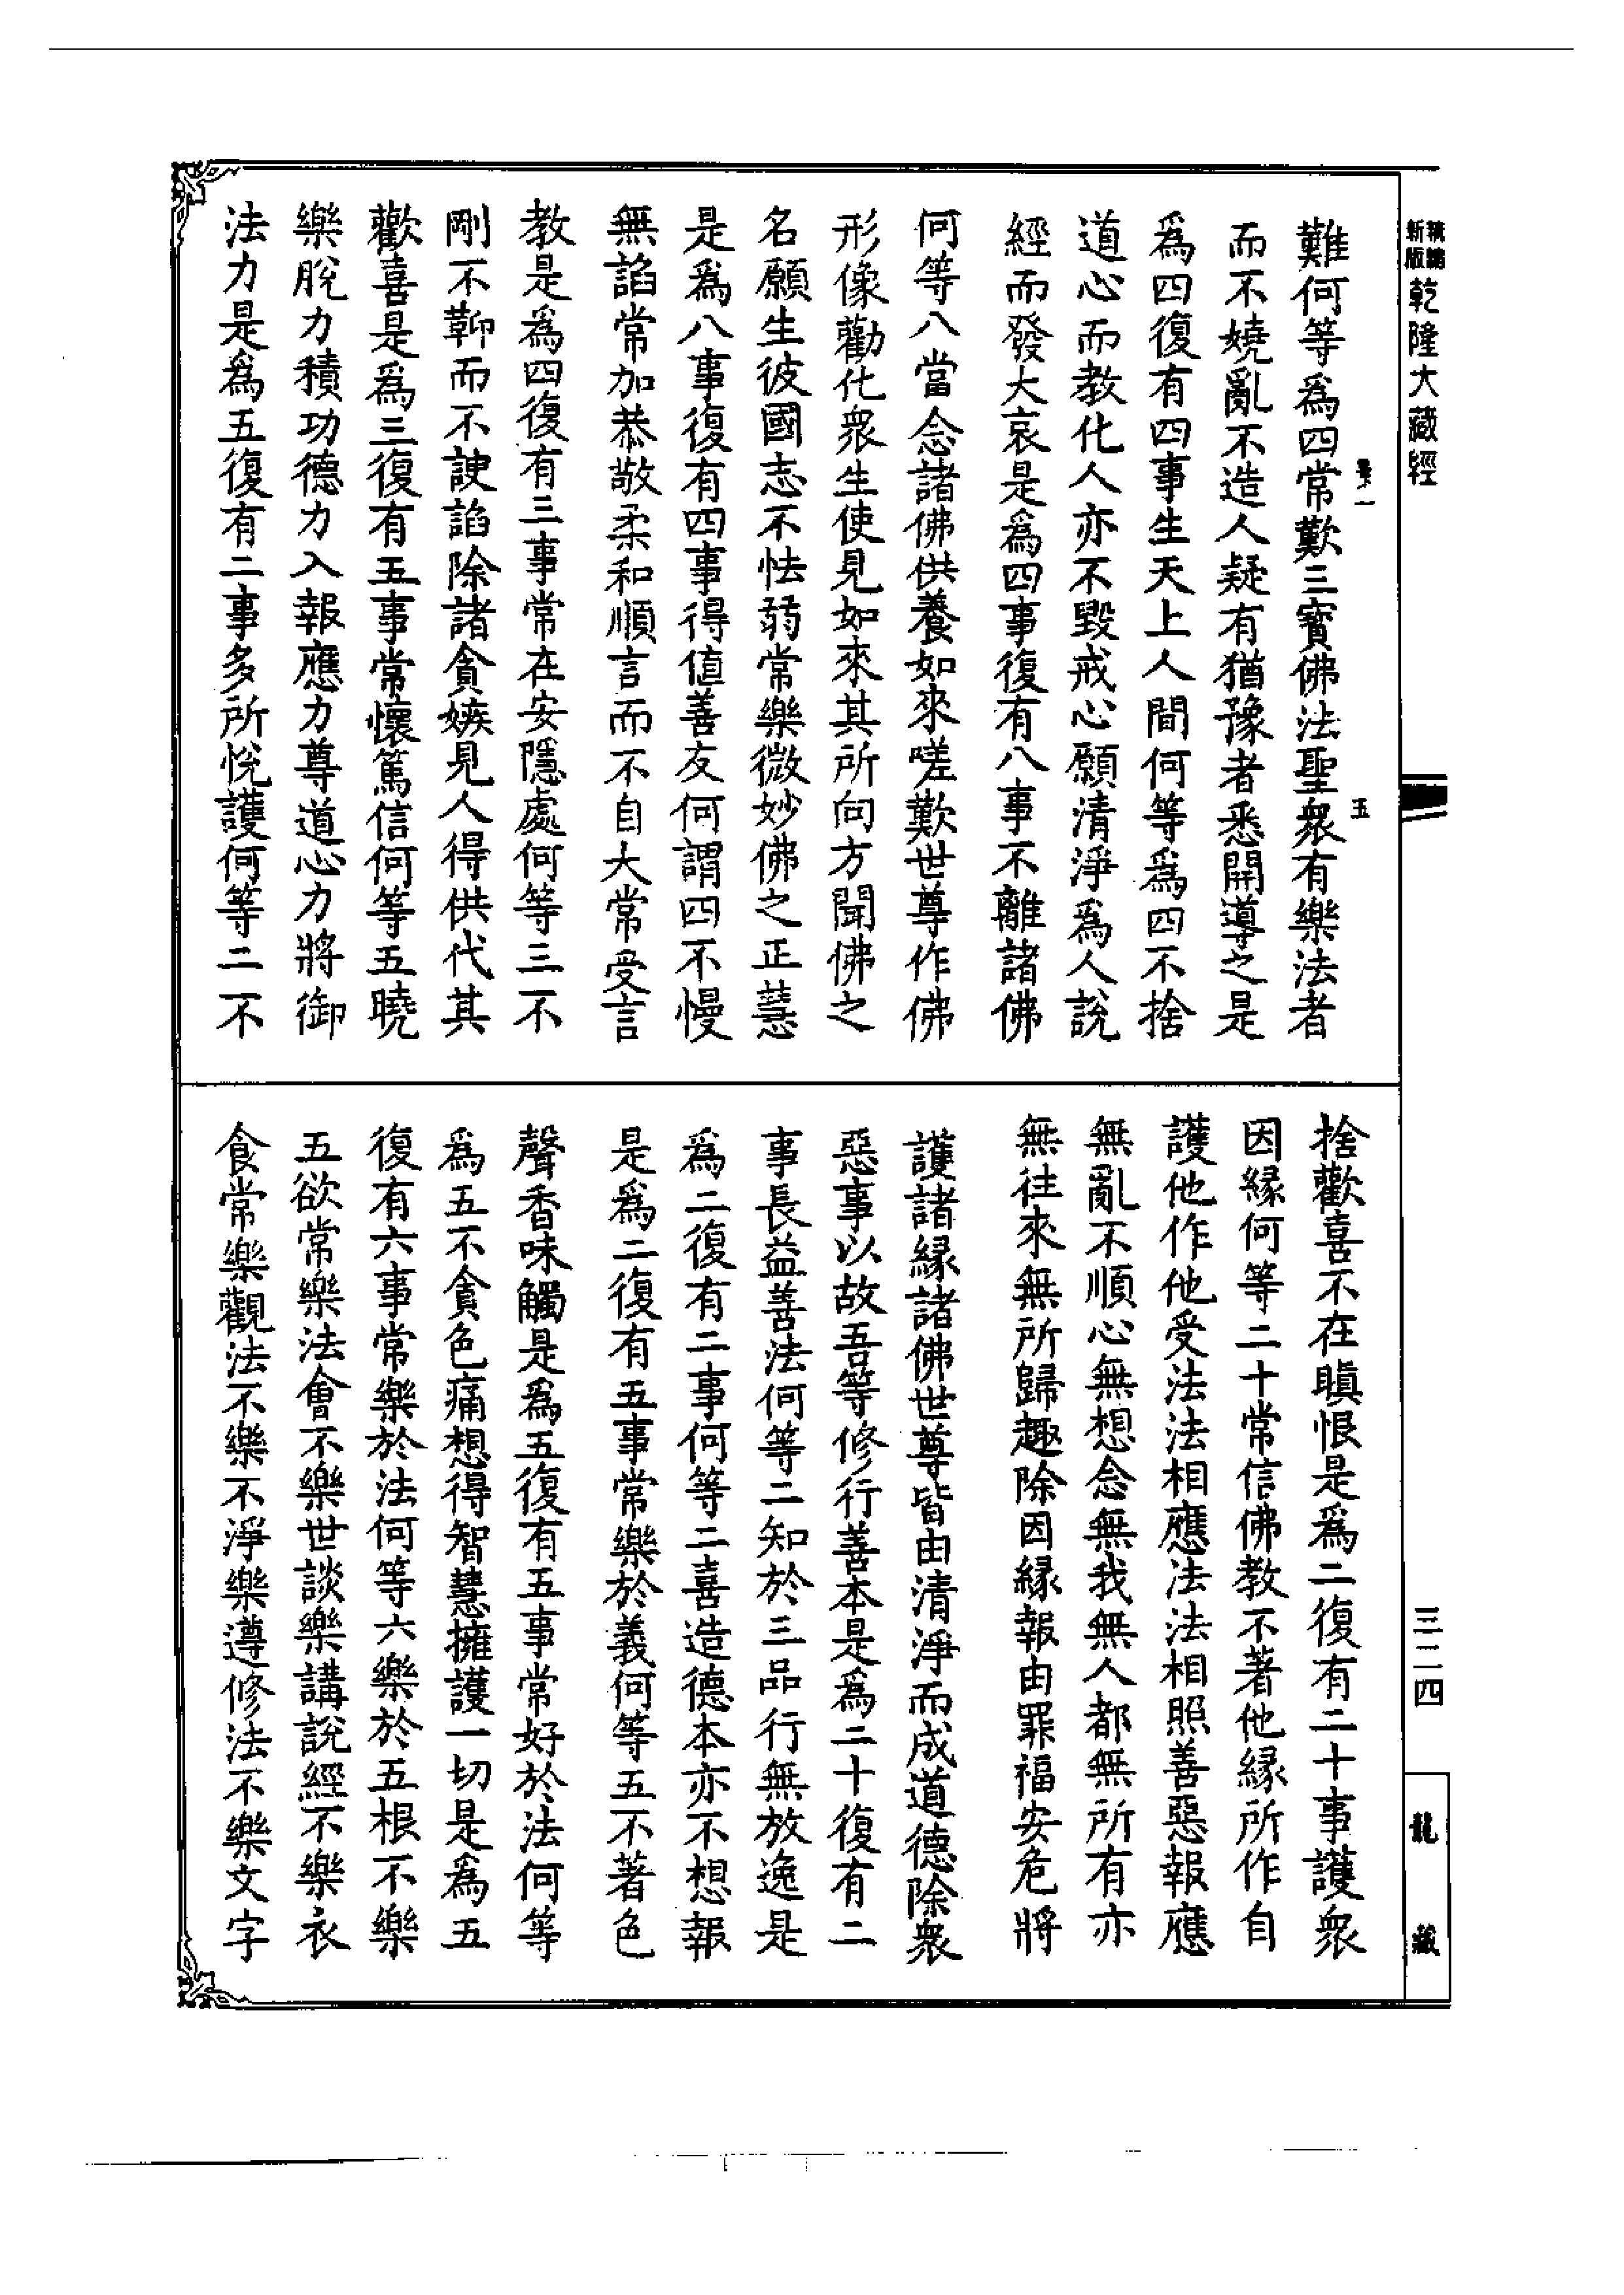 新版乾隆大藏經
難何等爲四常歎三寶佛法聖衆有樂法者
而不嬈亂不造人疑有猶豫者悉開導之是
爲四復有四事生天上人間何等爲四不捨
道心而教化人亦不毀戒心願清淨爲人說
經而發大哀是爲四事復有八事不離諸佛
何等八當念諸佛供養如來嗟歎世尊作佛
形像勸化衆生使見如來其所向方聞佛之
名願生彼國志不怯弱常樂微妙佛之正慧
是爲八事復有四事得値善友何謂四不慢
無諂常加恭敬柔和順言而不自大常受言
教是爲四復有三事常在安隱處何等三不
剛不鞕而不諛諂除諸貪嫉見人得供代其
歡喜是爲三復有五事常懷篤信何等五曉
樂脫力積功德力入報應力尊道心力將御
法力是爲五復有二事多所悅護何等二不
捨歡喜不在瞋恨是爲二復有二十事護衆
因緣何等二十常信佛教不著他緣所作自
護他作他受法法相應法法相照善惡報應
無亂不順心無想念無我無人都無所有亦
無往來無所歸趣除因緣報由罪福安危將
護諸緣諸佛世尊皆由清淨而成道德除衆
惡事以故吾等修行善本是爲二十復有二
事長益善法何等二知於三品行無放逸是
爲二復有二事何等二喜造德本亦不想報
是爲二復有五事常樂於義何等五不著色
聲香味觸是爲五復有五事常好於法何等
爲五不貪色痛想得智慧擁護一切是爲五
復有六事常樂於法何等六樂於五根不樂
五欲常樂法會不樂世談樂講說經不樂衣
食常樂觀法不樂不淨樂遵修法不樂文字
五
三二四
龍藏